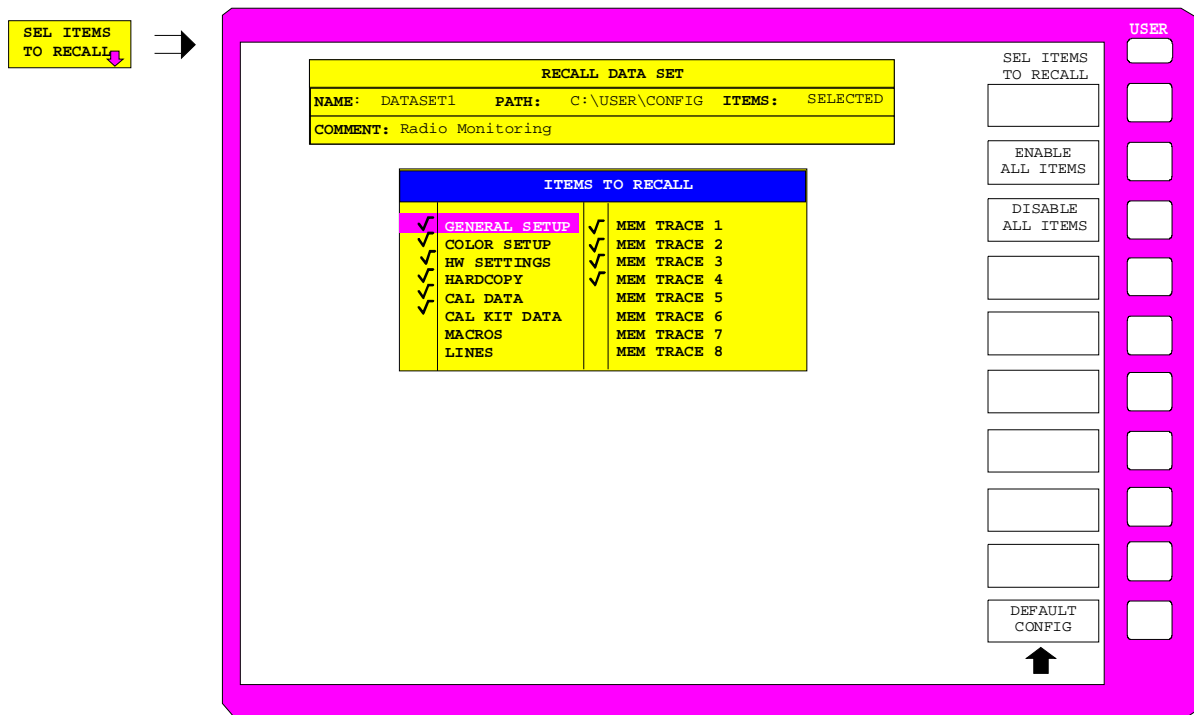 SEL ITEMS
TO RECALL
USER
SEL ITEMS
TO RECALL
RECALL DATA SET
NAME: DATASET1 PATH: C:\USER\CONFIG ITEMS: SELECTED
COMMENT: Radio Monitoring
ENABLE
ALL ITEMS
ITEMS TO RECALL
DISABLE
ALL ITEMS
√ GENERAL SETUP √ MEM TRACE 1
√ COLOR SETUP √ MEM TRACE 2
√ HW SETTINGS √ MEM TRACE 3
√ HARDCOPY √ MEM TRACE 4
√ CAL DATA MEM TRACE 5
√ CAL KIT DATA MEM TRACE 6
MACROS MEM TRACE 7
LINES MEM TRACE 8
DEFAULT
CONFIG